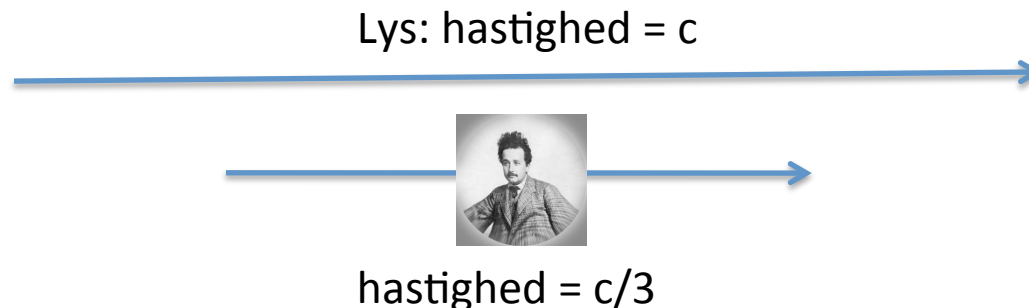 Lys: hastighed = c
hastighed = c/3